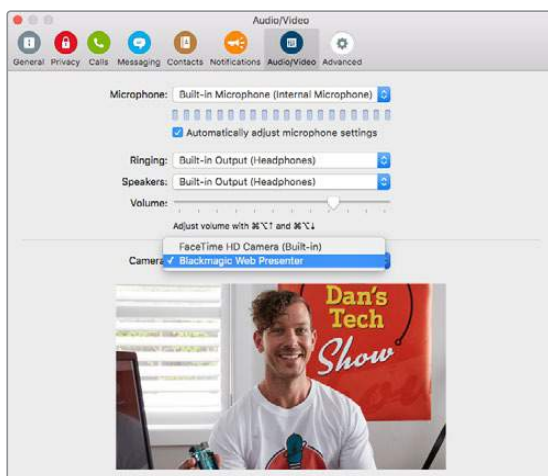 Audio/Video
General Privacy Calls Messaging Contacts Notifications Audio/Video Advanced
Microphone: Built-in Microphone (Internal Microphone)
Automatically adjust microphone settings
Ringing: Built-in Output (Headphones)
Speakers: Built-in Output (Headphones)
Volume:
Adjust volume with ⌘⌥↑ and ⌘⌥↓
FaceTime HD Camera (Built-in)
Camera ✓ Blackmagic Web Presenter
Dan's
Tech
Show